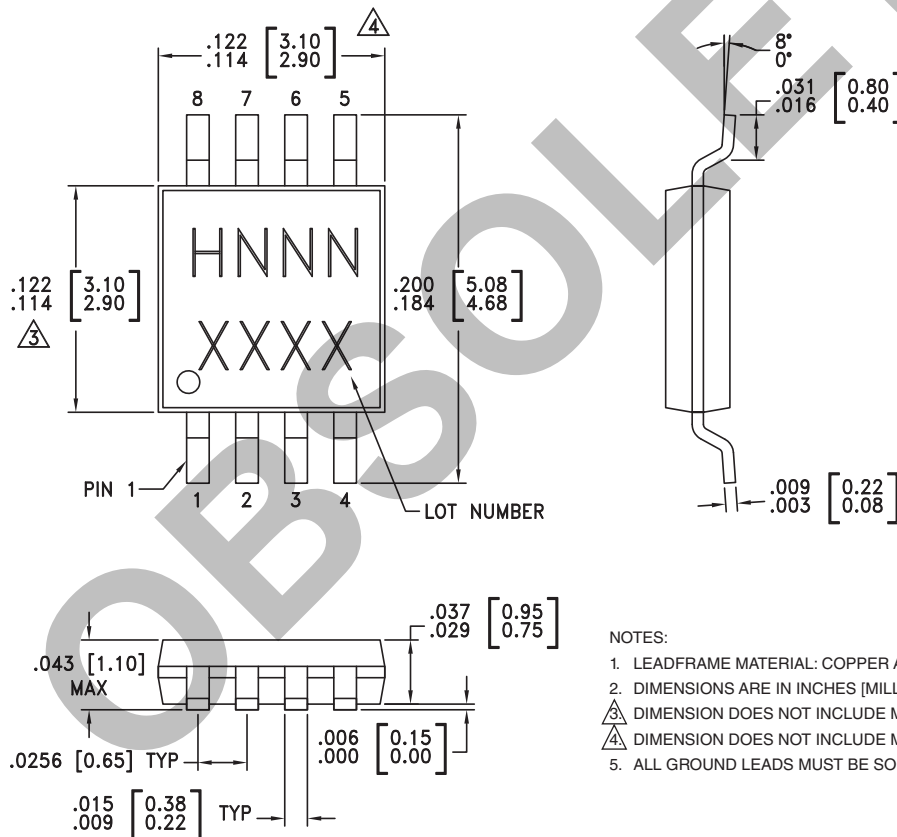 .122 [3.10]
.114 [2.90]
4
8 7 6 5
8°
0°
.031 [0.80]
.016 [0.40]
HNNN
XXXX
.122 [3.10]
.114 [2.90]
3
.200 [5.08]
.184 [4.68]
PIN 1
1 2 3 4
LOT NUMBER
.009 [0.22]
.003 [0.08]
.043 [1.10]
MAX
.037 [0.95]
.029 [0.75]
.0256 [0.65] TYP
.006 [0.15]
.000 [0.00]
.015 [0.38]
.009 [0.22]
TYP
NOTES:
1. LEADFRAME MATERIAL: COPPER
2. DIMENSIONS ARE IN INCHES
3. DIMENSION DOES NOT INCLUDE
4. DIMENSION DOES NOT INCLUDE
5. ALL GROUND LEADS MUST BE
OBSOLE